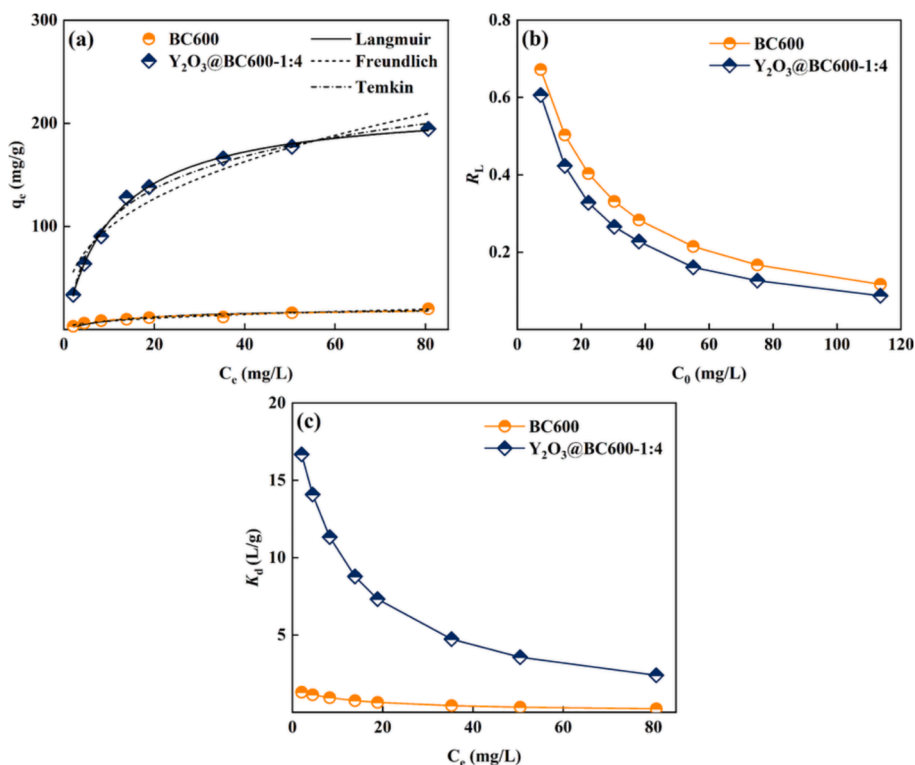 (a)
BC600
Y₂O₃@BC600-1:4
Langmuir
Freundlich
Temkin
300
200
100
qₑ (mg/g)
0 20 40 60 80
Cₑ (mg/L)
(b)
BC600
Y₂O₃@BC600-1:4
0.8
0.6
0.4
0.2
R_L
0 20 40 60 80 100 120
C₀ (mg/L)
(c)
BC600
Y₂O₃@BC600-1:4
20
15
10
5
K_d (L/g)
0 20 40 60 80
Cₑ (mg/L)